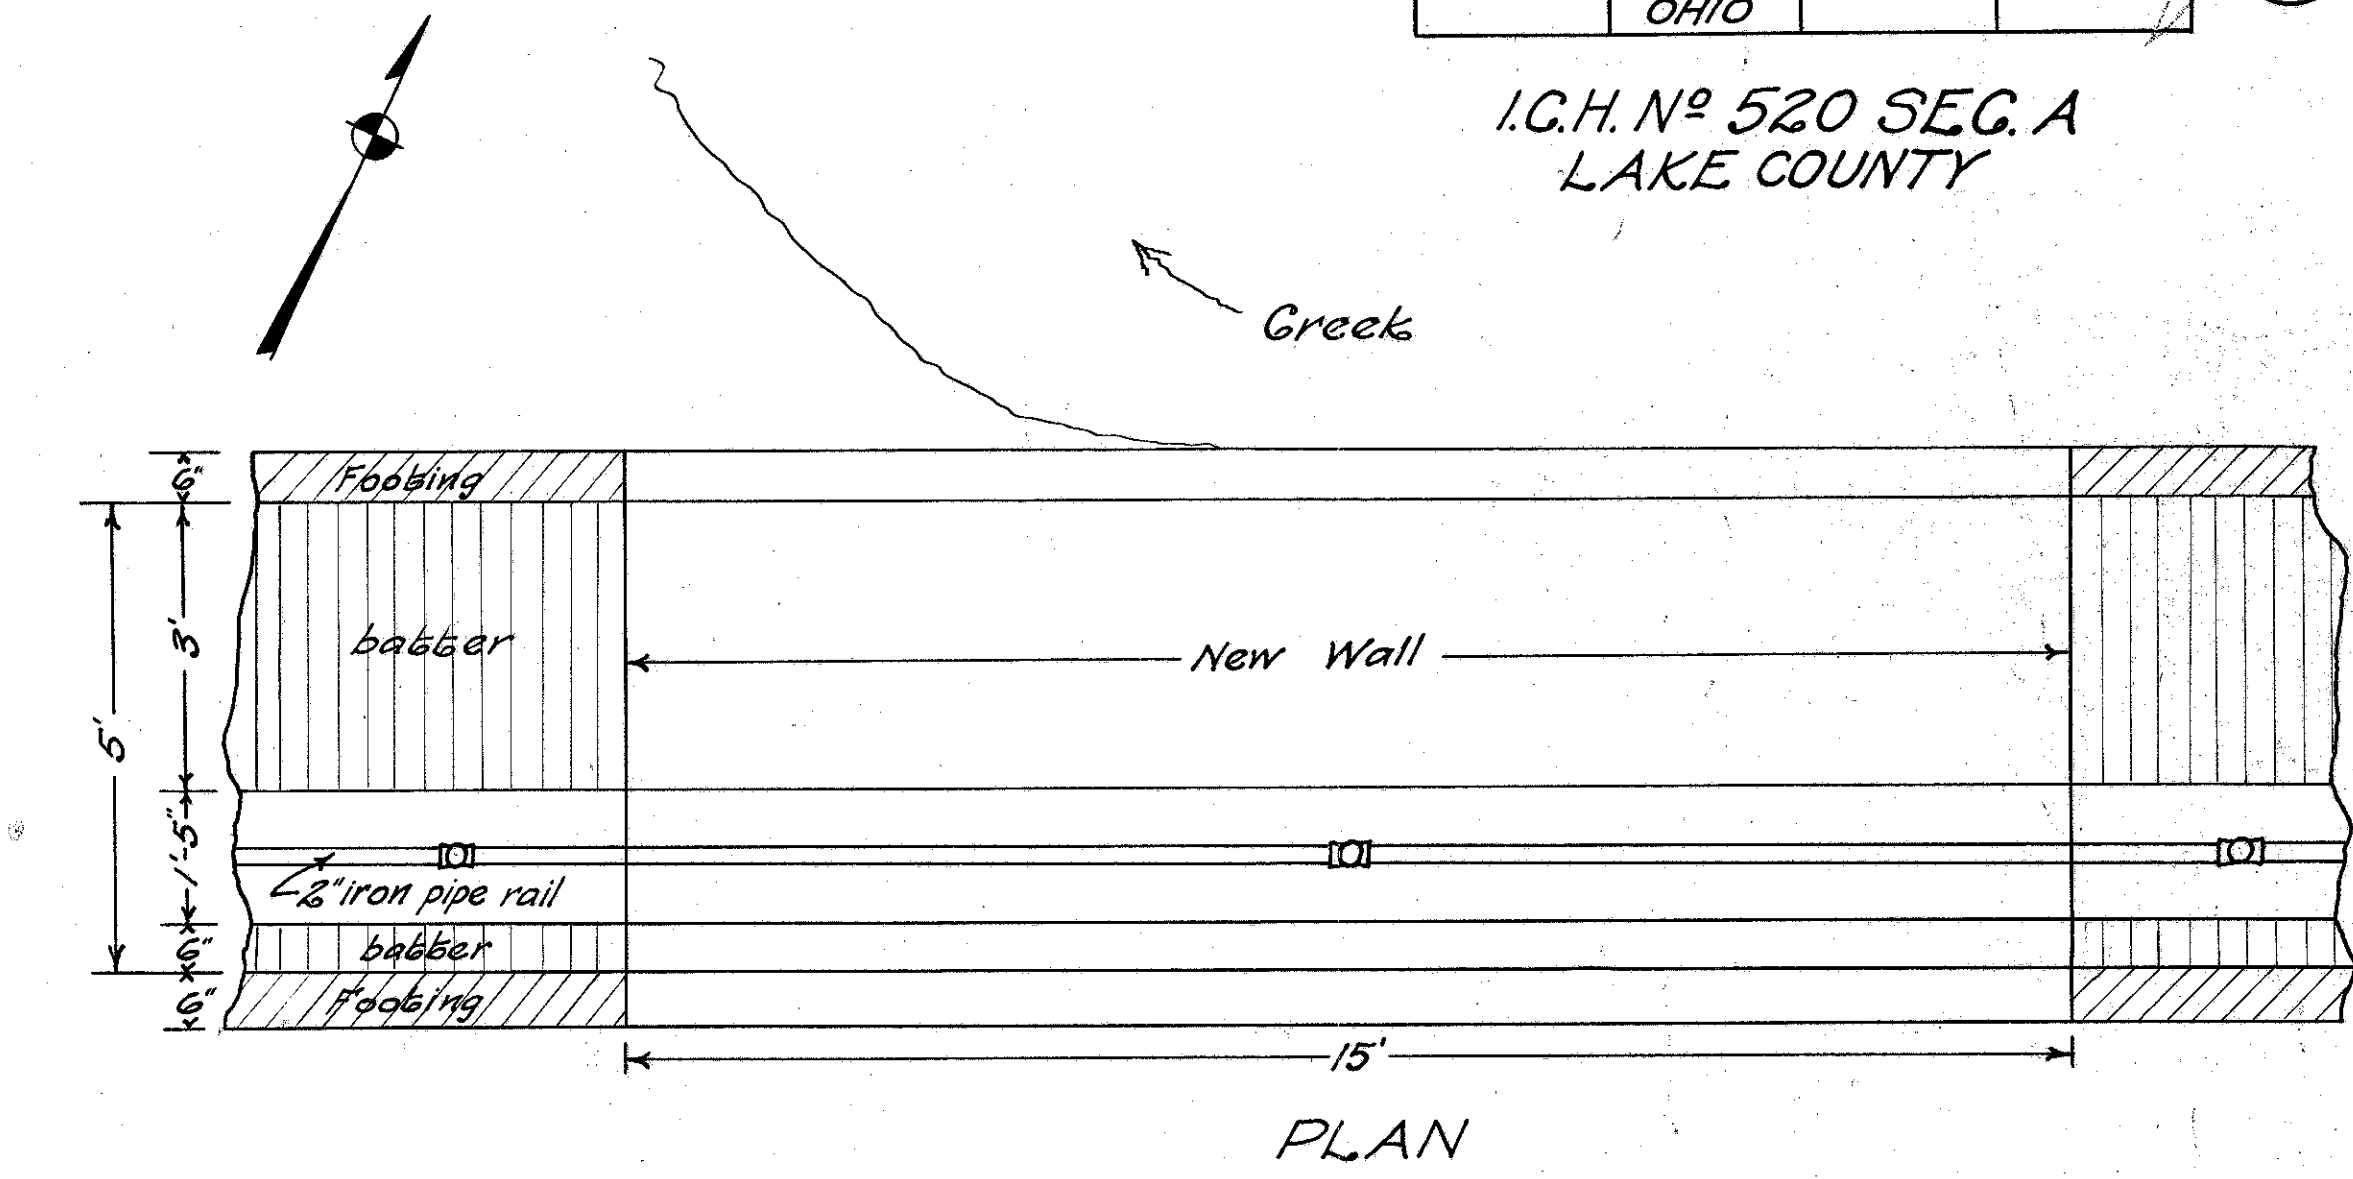 OHIO
I.C.H. Nº 520 SEC. A
LAKE COUNTY
Creek
6"
Footing
3'
batter
New Wall
5'
1'-5"
2" iron pipe rail
6"
batter
6"
Footing
15'
PLAN